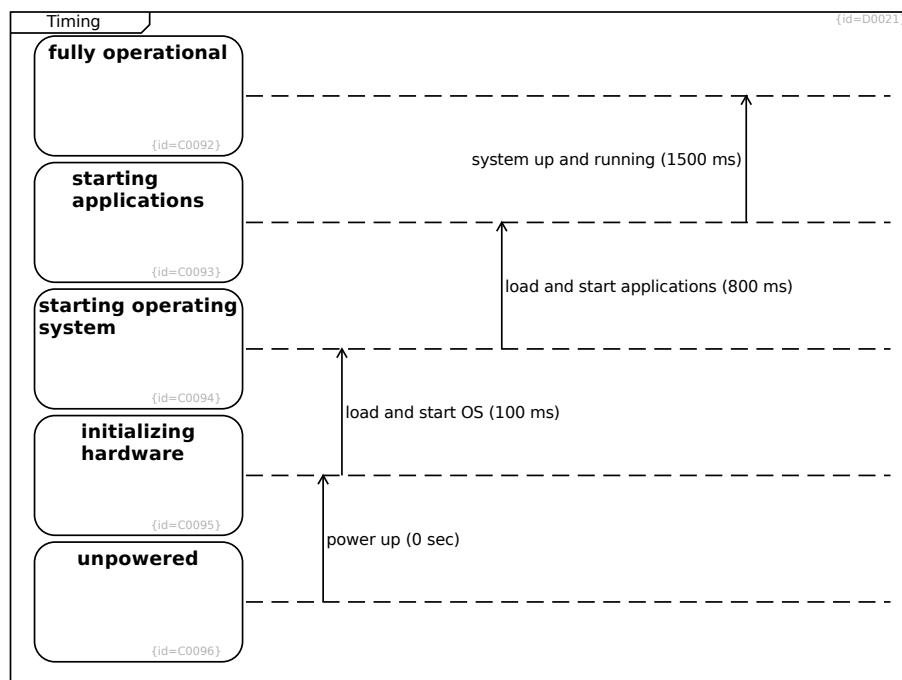 Timing
{id=D0021}
fully operational
{id=C0092}
system up and running (1500 ms)
starting
applications
{id=C0093}
load and start applications (800 ms)
starting operating
system
{id=C0094}
load and start OS (100 ms)
initializing
hardware
{id=C0095}
power up (0 sec)
unpowered
{id=C0096}